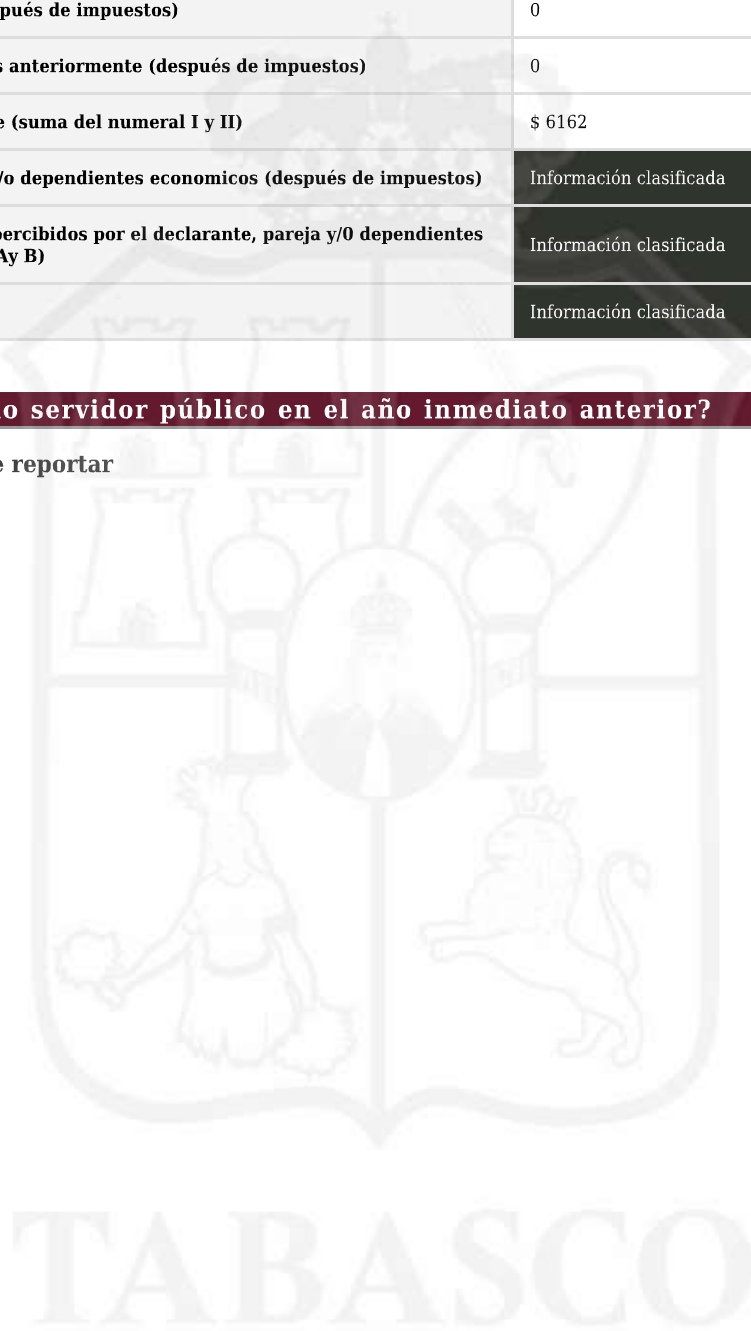 pués de impuestos) 0
s anteriormente (después de impuestos) 0
e (suma del numeral I y II) $ 6162
/o dependientes economicos (después de impuestos) Información clasificada
percibidos por el declarante, pareja y/0 dependientes Información clasificada
Ay B)
Información clasificada
o servidor público en el año inmediato anterior?
e reportar
TABASCO